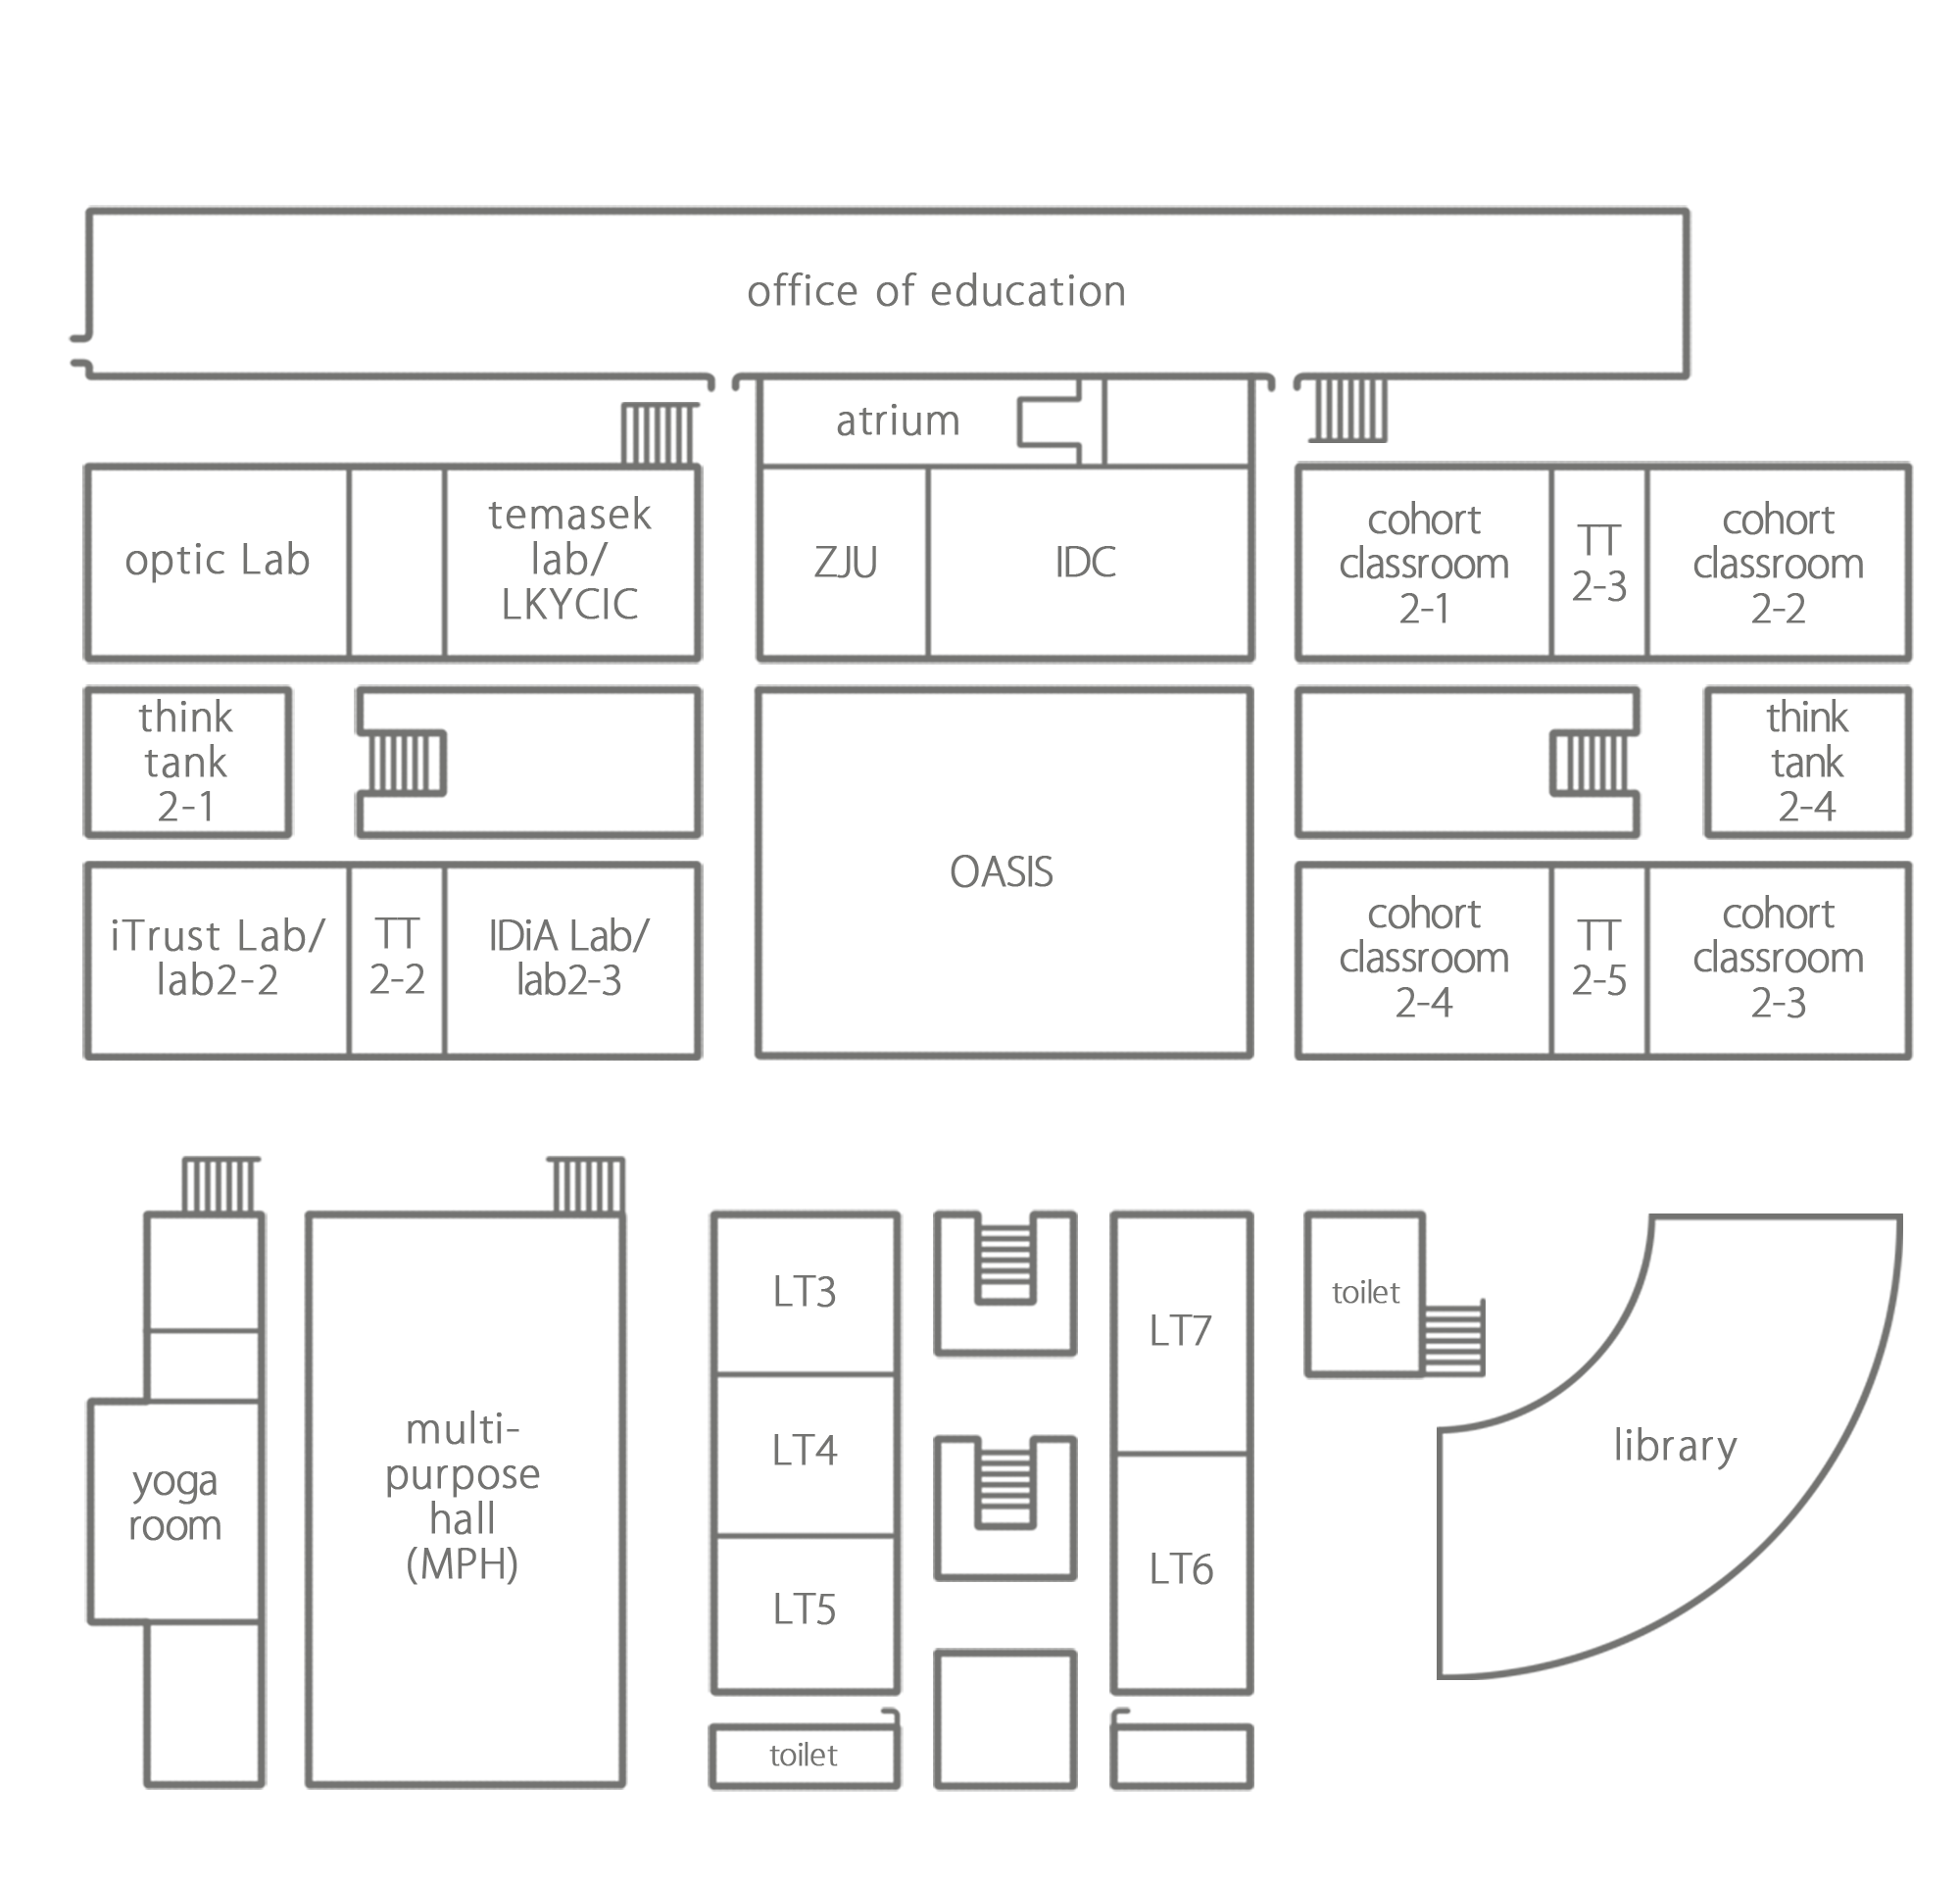 office of education
atrium
optic Lab
temasek
lab/
LKYCIC
ZJU
IDC
cohort
classroom
2-1
TT
2-3
cohort
classroom
2-2
think
tank
2-1
OASIS
think
tank
2-4
iTrust Lab/
lab2-2
TT
2-2
IDiA Lab/
lab2-3
cohort
classroom
2-4
TT
2-5
cohort
classroom
2-3
yoga
room
multi-
purpose
hall
(MPH)
LT3
LT4
LT5
toilet
LT7
LT6
toilet
library